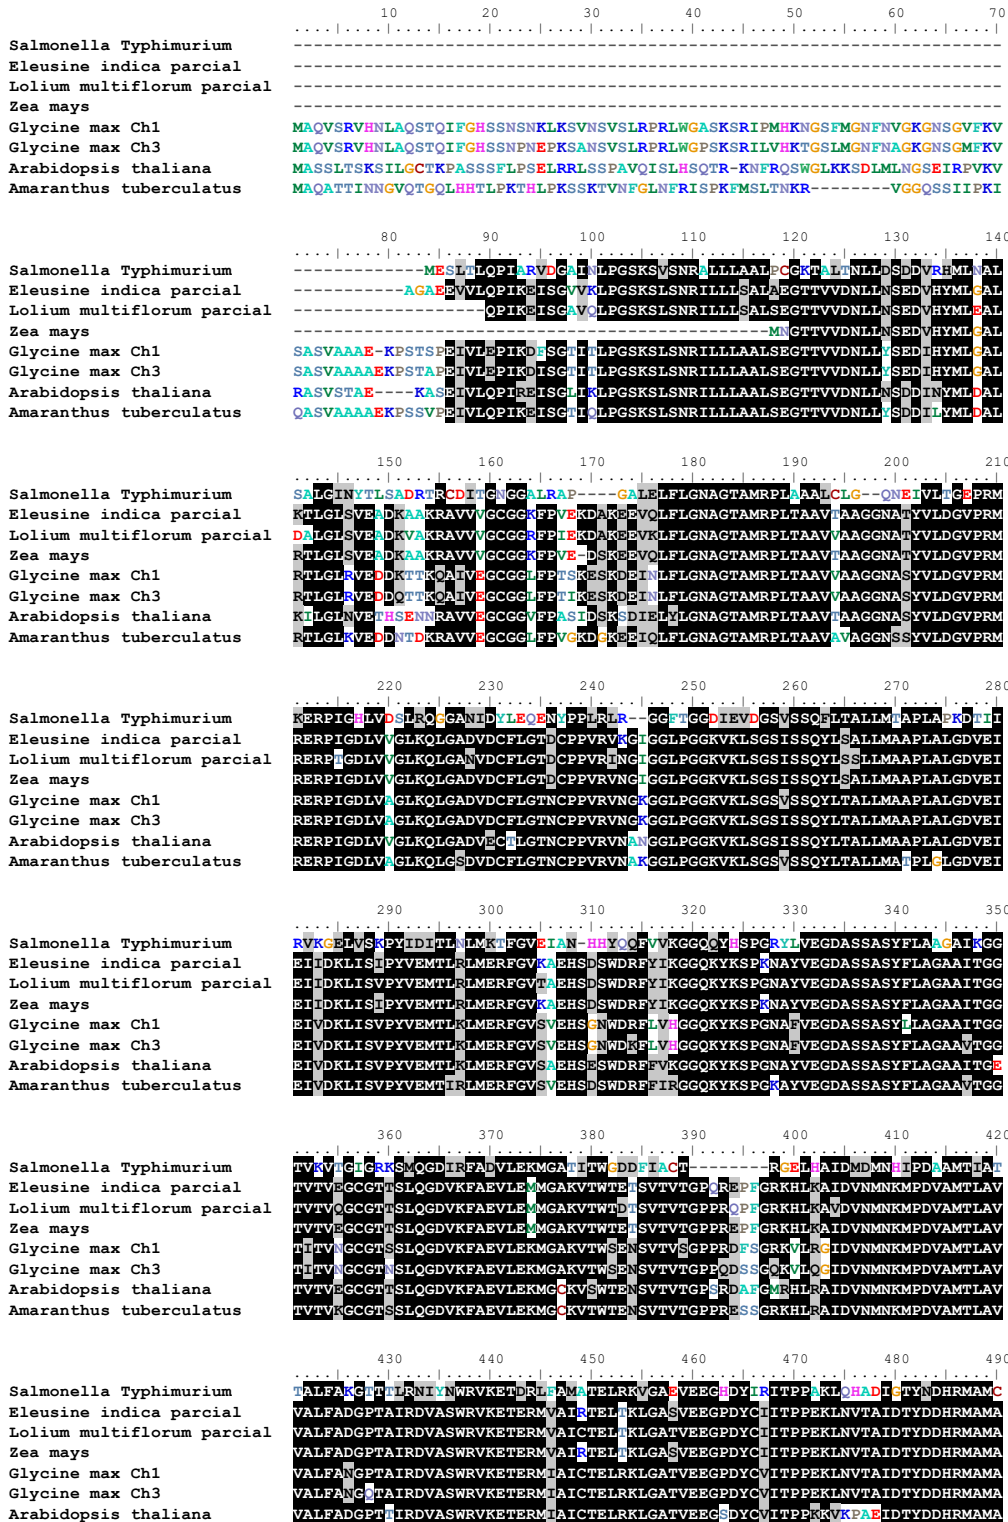 10 20 30 40 50 60 70
....|....|....|....|....|....|....|....|....|....|....|....|....|....|
Salmonella Typhimurium ----------------------------------------------------------------------
Eleusine indica parcial ----------------------------------------------------------------------
Lolium multiflorum parcial ----------------------------------------------------------------------
Zea mays ----------------------------------------------------------------------
Glycine max Ch1 MAQVSRVHNLAQSTQIFGHSSNSNKLKSVNSVSLRPRLWGASKSRIPMHKNGSFMGNFNVGKGNSGVFKV
Glycine max Ch3 MAQVSRVHNLAQSTQIFGHSSNPNEPKSANSVSLRPRLWGPSKSRILVHKTGSLMGNFNAGKGNSGMFKV
Arabidopsis thaliana MASSLTSKSILGCTKPASSSFLPSELRRLSSPAVQISLHSQTR-KNFRQSWGLKKSDLMLNGSEIRPVKV
Amaranthus tuberculatus MAQATTINNGVQTGQLHHTLPKTHLPKSSKTVNFGLNFRISPKFMSLTNKR--------VGGQSSIIPKI
80 90 100 110 120 130 140
....|....|....|....|....|....|....|....|....|....|....|....|....|....|
Salmonella Typhimurium -------------MESLTLQPIARVDGAINLPGSKSVSNRALLLAALPCGKTALTNLLDSDDVRHMLNAL
Eleusine indica parcial -----------AGAEEVVLQPIKEISGVVKLPGSKSLSNRILLLSALAEGTTVVDNLLNSEDVHYMLGAL
Lolium multiflorum parcial -------------------QPIKEISGAVQLPGSKSLSNRILLLSALSEGTTVVDNLLNSEDVHYMLEAL
Zea mays -----------------------------------------------MNGTTVVDNLLNSEDVHYMLGAL
Glycine max Ch1 SASVAAAE-KPSTSPEIVLEPIKDFSGTITLPGSKSLSNRILLLAALSEGTTVVDNLLYSEDIHYMLGAL
Glycine max Ch3 SASVAAAAEKPSTAPEIVLEPIKDISGTITLPGSKSLSNRILLLAALSEGTTVVDNLLYSEDIHYMLGAL
Arabidopsis thaliana RASVSTAE----KASEIVLQPIREISGLIKLPGSKSLSNRILLLAALSEGTTVVDNLLNSDDINYMLDAL
Amaranthus tuberculatus QASVAAAAEKPSSVPEIVLQPIKEISGTIQLPGSKSLSNRILLLAALSEGTTVVDNLLYSDDILYMLDAL
150 160 170 180 190 200 210
....|....|....|....|....|....|....|....|....|....|....|....|....|....|
Salmonella Typhimurium SALGINYTLSADRTRCDITGNGGALRAP----GALELFLGNAGTAMRPLAAALCLG--QNEIVLTGEPRM
Eleusine indica parcial KTLGLSVEADKAAKRAVVVGCGGKFPVEKDAKEEVQLFLGNAGTAMRPLTAAVTAAGGNATYVLDGVPRM
Lolium multiflorum parcial DALGLSVEADKVAKRAVVVGCGGRFPIEKDAKEEVKLFLGNAGTAMRPLTAAVVAAGGNATYVLDGVPRM
Zea mays RTLGLSVEADKAAKRAVVVGCGGKFPVE-DSKEEVQLFLGNAGTAMRPLTAAVTAAGGNATYVLDGVPRM
Glycine max Ch1 RTLGLRVEDDKTTKQAIVEGCGGLFPTSKESKDEINLFLGNAGTAMRPLTAAVVAAGGNASYVLDGVPRM
Glycine max Ch3 RTLGLRVEDDQTTKQAIVEGCGGLFPTIKESKDEINLFLGNAGTAMRPLTAAVVAAGGNASYVLDGVPRM
Arabidopsis thaliana KILGLNVETHSENNRAVVEGCGGVFPASIDSKSDIELYLGNAGTAMRPLTAAVTAAGGNASYVLDGVPRM
Amaranthus tuberculatus RTLGLKVEDDNTDKRAVVEGCGGLFPVGKDGKEEIQLFLGNAGTAMRPLTAAVAVAGGNSSYVLDGVPRM
220 230 240 250 260 270 280
....|....|....|....|....|....|....|....|....|....|....|....|....|....|
Salmonella Typhimurium KERPIGHLVDSLRQGGANIDYLEQENYPPLRLR--GGFTGGDIEVDGSVSSQFLTALLMTAPLAPKDTII
Eleusine indica parcial RERPIGDLVVGLKQLGADVDCFLGTDCPPVRVKGIGGLPGGKVKLSGSISSQYLSALLMAAPLALGDVEI
Lolium multiflorum parcial RERPTGDLVVGLKQLGANVDCFLGTDCPPVRINGIGGLPGGKVKLSGSISSQYLSSLLMAAPLALGDVEI
Zea mays RERPIGDLVVGLKQLGADVDCFLGTDCPPVRVNGIGGLPGGKVKLSGSISSQYLSALLMAAPLALGDVEI
Glycine max Ch1 RERPIGDLVAGLKQLGADVDCFLGTNCPPVRVNGKGGLPGGKVKLSGSVSSQYLTALLMAAPLALGDVEI
Glycine max Ch3 RERPIGDLVAGLKQLGADVDCFLGTNCPPVRVNGKGGLPGGKVKLSGSISSQYLTALLMAAPLALGDVEI
Arabidopsis thaliana RERPIGDLVVGLKQLGADVECTLGTNCPPVRVNANGGLPGGKVKLSGSISSQYLTALLMAAPLALGDVEI
Amaranthus tuberculatus RERPIGDLVAGLKQLGSDVDCFLGTNCPPVRVNAKGGLPGGKVKLSGSVSSQYLTALLMATPLGLGDVEI
290 300 310 320 330 340 350
....|....|....|....|....|....|....|....|....|....|....|....|....|....|
Salmonella Typhimurium RVKGELVSKPYIDITLNLMKTFGVEIAN-HHYQQFVVKGGQQYHSPGRYLVEGDASSASYFLAAGAIKGG
Eleusine indica parcial EIIDKLISIPYVEMTLRLMERFGVKAEHSDSWDRFYIKGGQKYKSPKNAYVEGDASSASYFLAGAAITGG
Lolium multiflorum parcial EIIDKLISVPYVEMTLRLMERFGVTAEHSDSWDRFYIKGGQKYKSPGNAYVEGDASSASYFLAGAAITGG
Zea mays EIIDKLISIPYVEMTLRLMERFGVKAEHSDSWDRFYIKGGQKYKSPKNAYVEGDASSASYFLAGAAITGG
Glycine max Ch1 EIVDKLISVPYVEMTLKLMERFGVSVEHSGNWDRFLVHGGQKYKSPGNAFVEGDASSASYLLAGAAITGG
Glycine max Ch3 EIVDKLISVPYVEMTLKLMERFGVSVEHSGNWDKFLVHGGQKYKSPGNAFVEGDASSASYFLAGAAVTGG
Arabidopsis thaliana EIVDKLISVPYVEMTLKLMERFGVSAEHSESWDRFFVKGGQKYKSPGNAYVEGDASSASYFLAGAAITGE
Amaranthus tuberculatus EIVDKLISVPYVEMTIRLMERFGVSVEHSDSWDRFFIRGGQKYKSPGKAYVEGDASSASYFLAGAAVTGG
360 370 380 390 400 410 420
....|....|....|....|....|....|....|....|....|....|....|....|....|....|
Salmonella Typhimurium TVKVTGIGRKSMQGDIRFADVLEKMGATITWGDDFIACT--------RGELHAIDMDMNHIPDAAMTIAT
Eleusine indica parcial TVTVEGCGTTSLQGDVKFAEVLEMMGAKVTWTETSVTVTGPQREPFGRKHLKAIDVNMNKMPDVAMTLAV
Lolium multiflorum parcial TVTVQGCGTTSLQGDVKFAEVLEMMGAKVTWTDTSVTVTGPPRQPFGRKHLKAVDVNMNKMPDVAMTLAV
Zea mays TVTVEGCGTTSLQGDVKFAEVLEMMGAKVTWTETSVTVTGPPREPFGRKHLKAIDVNMNKMPDVAMTLAV
Glycine max Ch1 TITVNGCGTSSLQGDVKFAEVLEKMGAKVTWSENSVTVSGPPRDFSGRKVLRGIDVNMNKMPDVAMTLAV
Glycine max Ch3 TITVNGCGTNSLQGDVKFAEVLEKMGAKVTWSENSVTVTGPPQDSSGQKVLQGIDVNMNKMPDVAMTLAV
Arabidopsis thaliana TVTVEGCGTTSLQGDVKFAEVLEKMGCKVSWTENSVTVTGPSRDAFGMRHLRAIDVNMNKMPDVAMTLAV
Amaranthus tuberculatus TVTVKGCGTSSLQGDVKFAEVLEKMGCKVTWTENSVTVTGPPRESSGRKHLRAIDVNMNKMPDVAMTLAV
430 440 450 460 470 480 490
....|....|....|....|....|....|....|....|....|....|....|....|....|....|
Salmonella Typhimurium TALFAKGTTTLRNIYNWRVKETDRLFAMATELRKVGAEVEEGHDYIRITPPAKLQHADIGTYNDHRMAMC
Eleusine indica parcial VALFADGPTAIRDVASWRVKETERMVAIRTELTKLGASVEEGPDYCIITPPEKLNVTAIDTYDDHRMAMA
Lolium multiflorum parcial VALFADGPTAIRDVASWRVKETERMVAICTELTKLGASVEEGPDYCIITPPEKLNVTAIDTYDDHRMAMA
Zea mays VALFADGPTAIRDVASWRVKETERMVAIRTELTKLGASVEEGPDYCIITPPEKLNVTAIDTYDDHRMAMA
Glycine max Ch1 VALFANGPTAIRDVASWRVKETERMIAICTELRKLGATVEEGPDYCVITPPEKLNVTAIDTYDDHRMAMA
Glycine max Ch3 VALFANGQTAIRDVASWRVKETERMIAICTELRKLGATVEEGPDYCVITPPEKLNVTAIDTYDDHRMAMA
Arabidopsis thaliana VALFADGPTTIRDVASWRVKETERMIAICTELRKLGATVEEGSDYCVITPPKKVKPAEIDTYDDHRMAMA